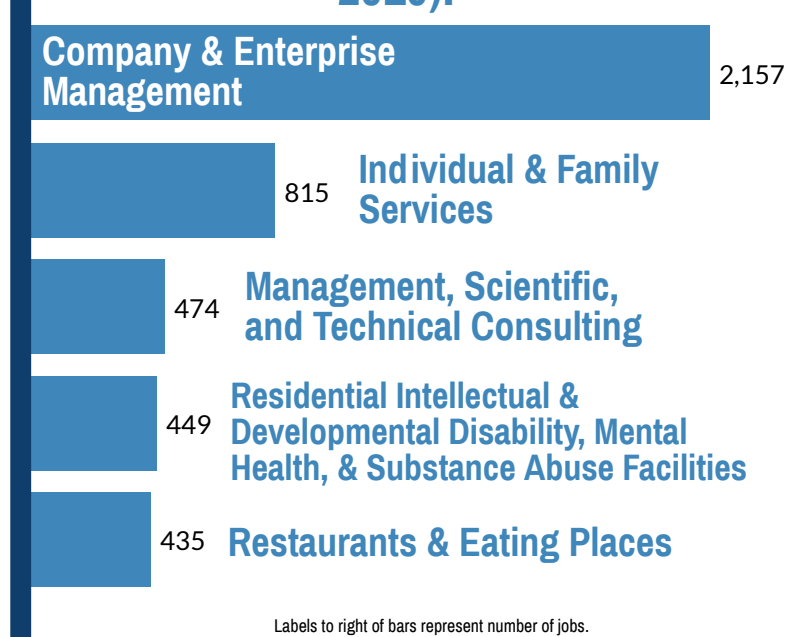 Company & Enterprise
Management
2,157
815
Individual & Family
Services
474
Management, Scientific,
and Technical Consulting
449
Residential Intellectual &
Developmental Disability, Mental
Health, & Substance Abuse Facilities
435
Restaurants & Eating Places
Labels to right of bars represent number of jobs.